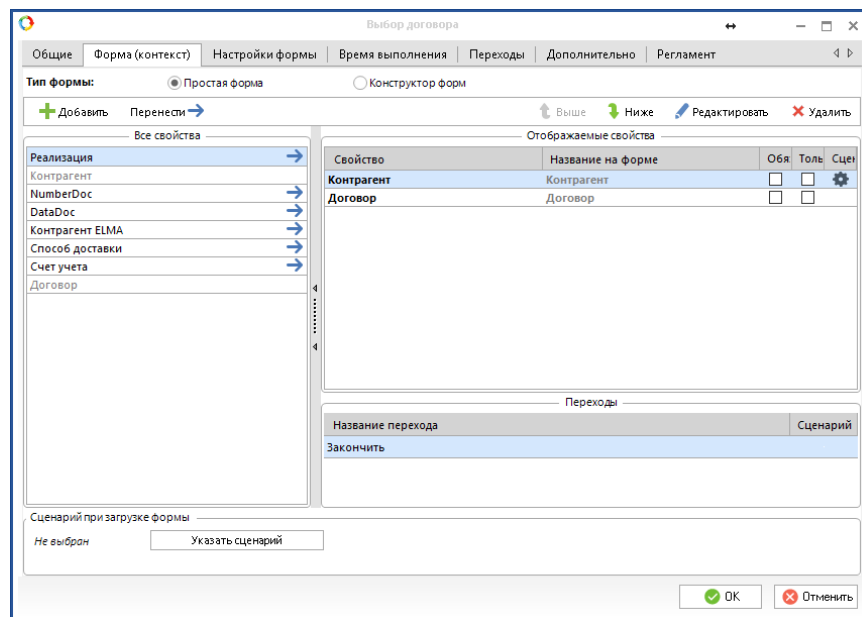 Выбор договора
Общие Форма (контекст) Настройки формы Время выполнения Переходы Дополнительно Регламент
Тип формы: Простая форма Конструктор форм
Добавить Перенести Выше Ниже Редактировать Удалить
Все свойства Отображаемые свойства
Реализация
Контрагент
NumberDoc
DataDoc
Контрагент ELMA
Способ доставки
Счет учета
Договор
Свойство Название на форме Обя Толь Сцен
Контрагент Контрагент
Договор Договор
Переходы
Название перехода Сценарий
Закончить
Сценарий при загрузке формы
Не выбран Указать сценарий
OK Отменить